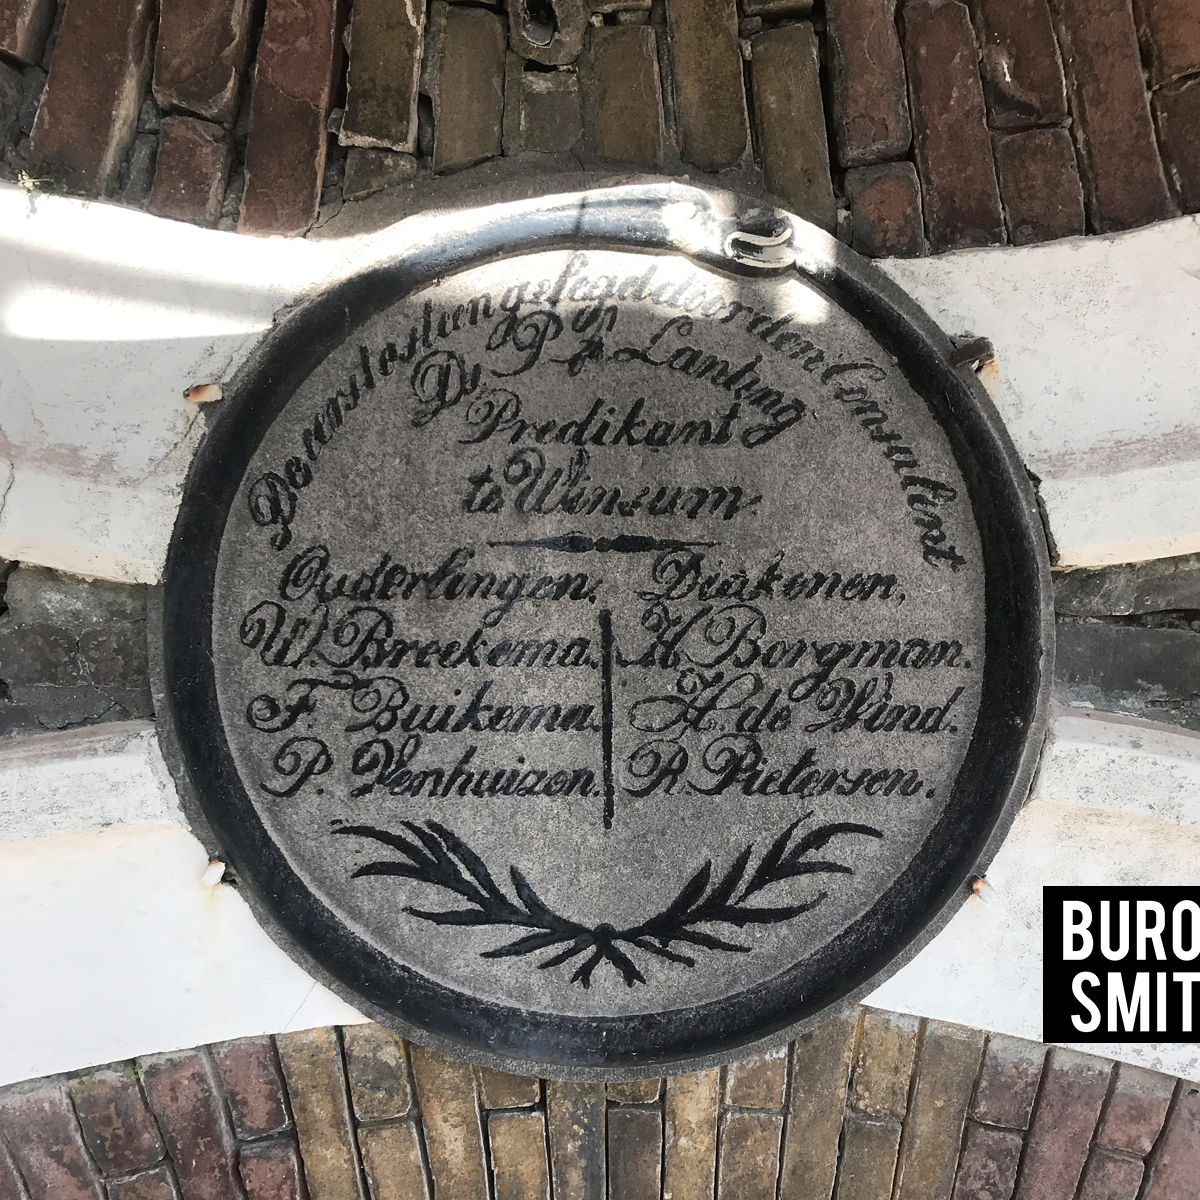 De eerste steen gelegd door den Consulent
Ds P. Lanting
Predikant
te Winsum
Ouderlingen. Diakenen,
W. Breekema. H. Borgman.
F. Buikema. H. de Wind.
P. Venhuizen. R. Pietersen.
BURO
SMIT